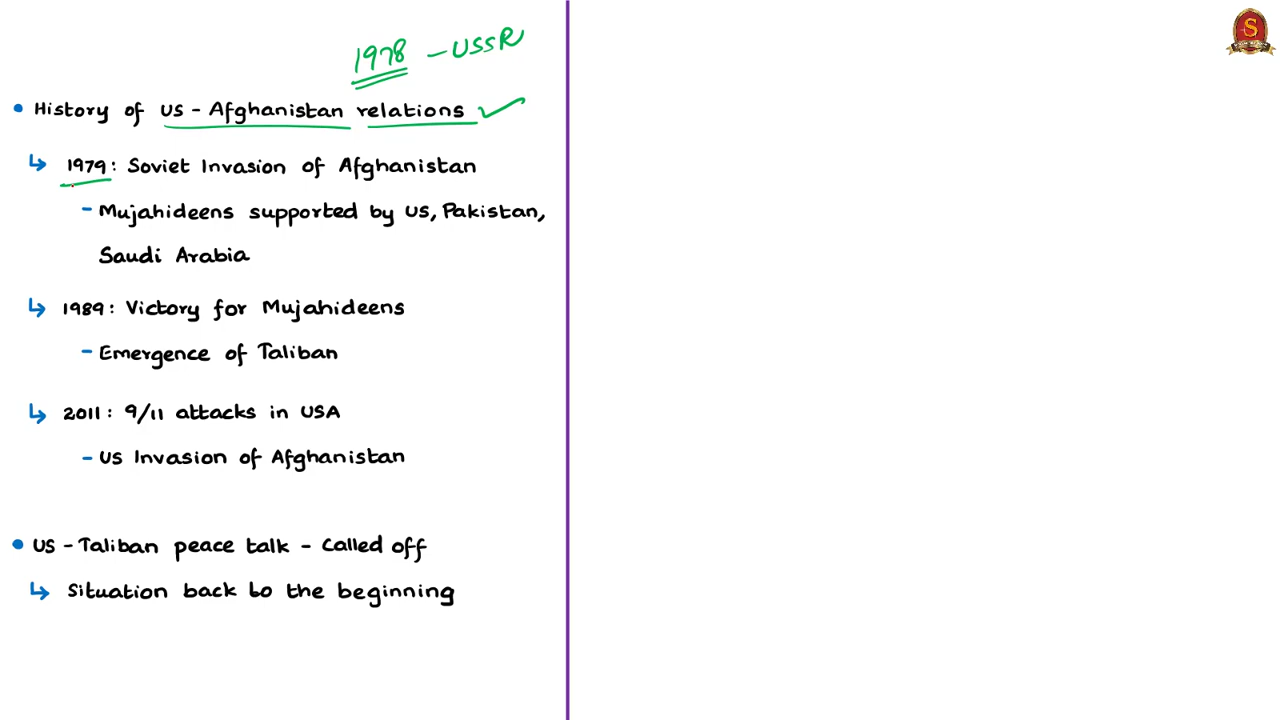 1978 - USSR
• History of US - Afghanistan relations
↳ 1979: Soviet Invasion of Afghanistan
- Mujahideens supported by US, Pakistan,
Saudi Arabia
↳ 1989: Victory for Mujahideens
- Emergence of Taliban
↳ 2011: 9/11 attacks in USA
- US Invasion of Afghanistan
• US - Taliban peace talk - Called off
↳ Situation back to the beginning
S